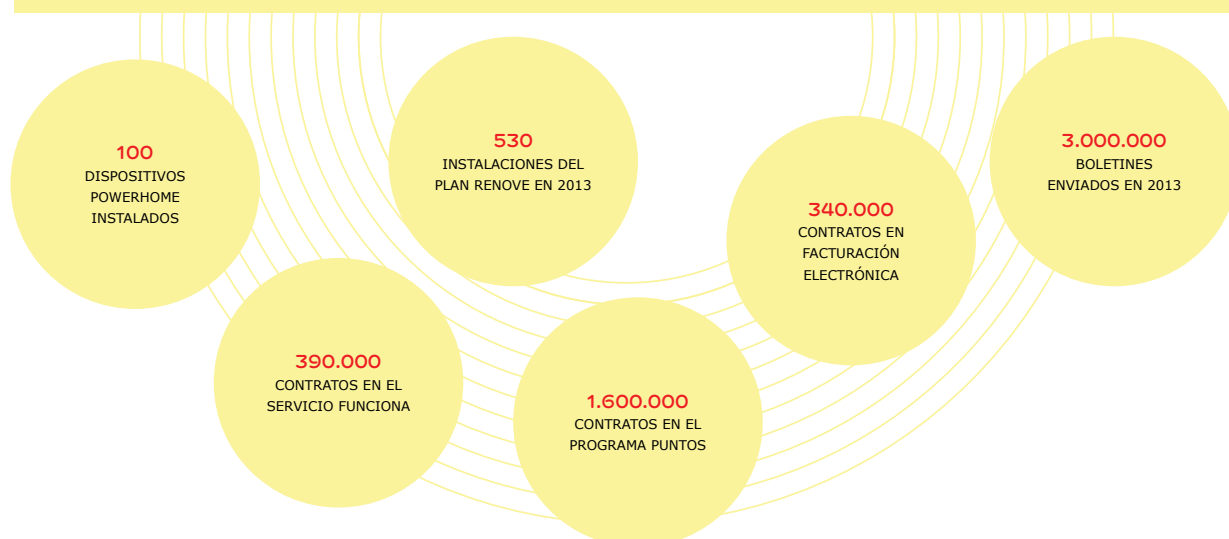 100
DISPOSITIVOS
POWERHOME
INSTALADOS
530
INSTALACIONES DEL
PLAN RENOVE EN 2013
3.000.000
BOLETINES
ENVIADOS EN 2013
340.000
CONTRATOS EN
FACTURACIÓN
ELECTRÓNICA
390.000
CONTRATOS EN EL
SERVICIO FUNCIONA
1.600.000
CONTRATOS EN EL
PROGRAMA PUNTOS